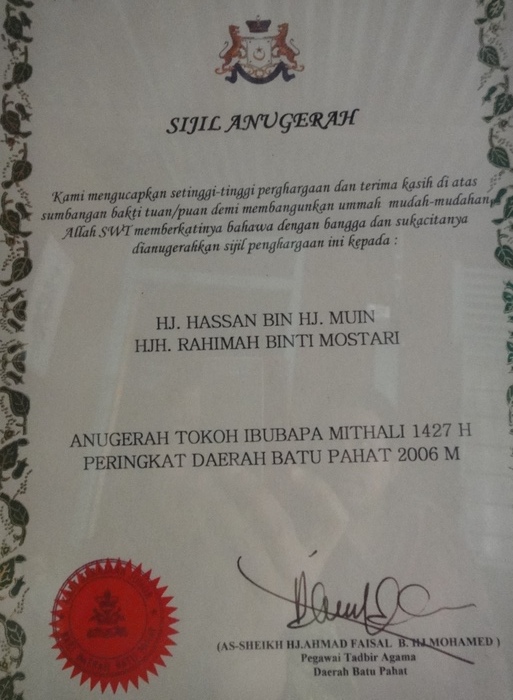 SIJIL ANUGERAH
Kami mengucapkan setinggi-tinggi perghargaan dan terima kasih di atas
sumbangan bakti tuan/puan demi membangunkan ummah mudah-mudahan
Allah SWT memberkatinya bahawa dengan bangga dan sukacitanya
dianugerahkan sijil penghargaan ini kepada :
HJ. HASSAN BIN HJ. MUIN
HJH. RAHIMAH BINTI MOSTARI
ANUGERAH TOKOH IBUBAPA MITHALI 1427 H
PERINGKAT DAERAH BATU PAHAT 2006 M
(AS-SHEIKH HJ.AHMAD FAISAL B. HJ.MOHAMED )
Pegawai Tadbir Agama
Daerah Batu Pahat